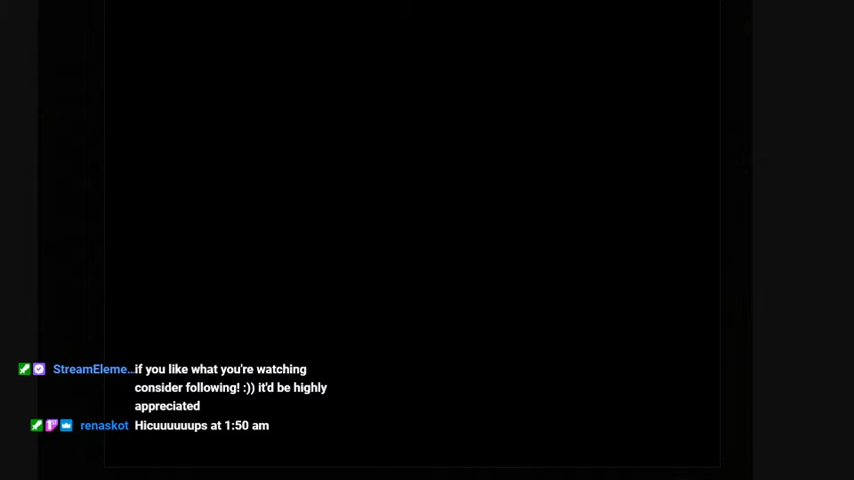 StreamEleme... if you like what you're watching
consider following! :)) it'd be highly
appreciated
renaskot Hicuuuuuups at 1:50 am